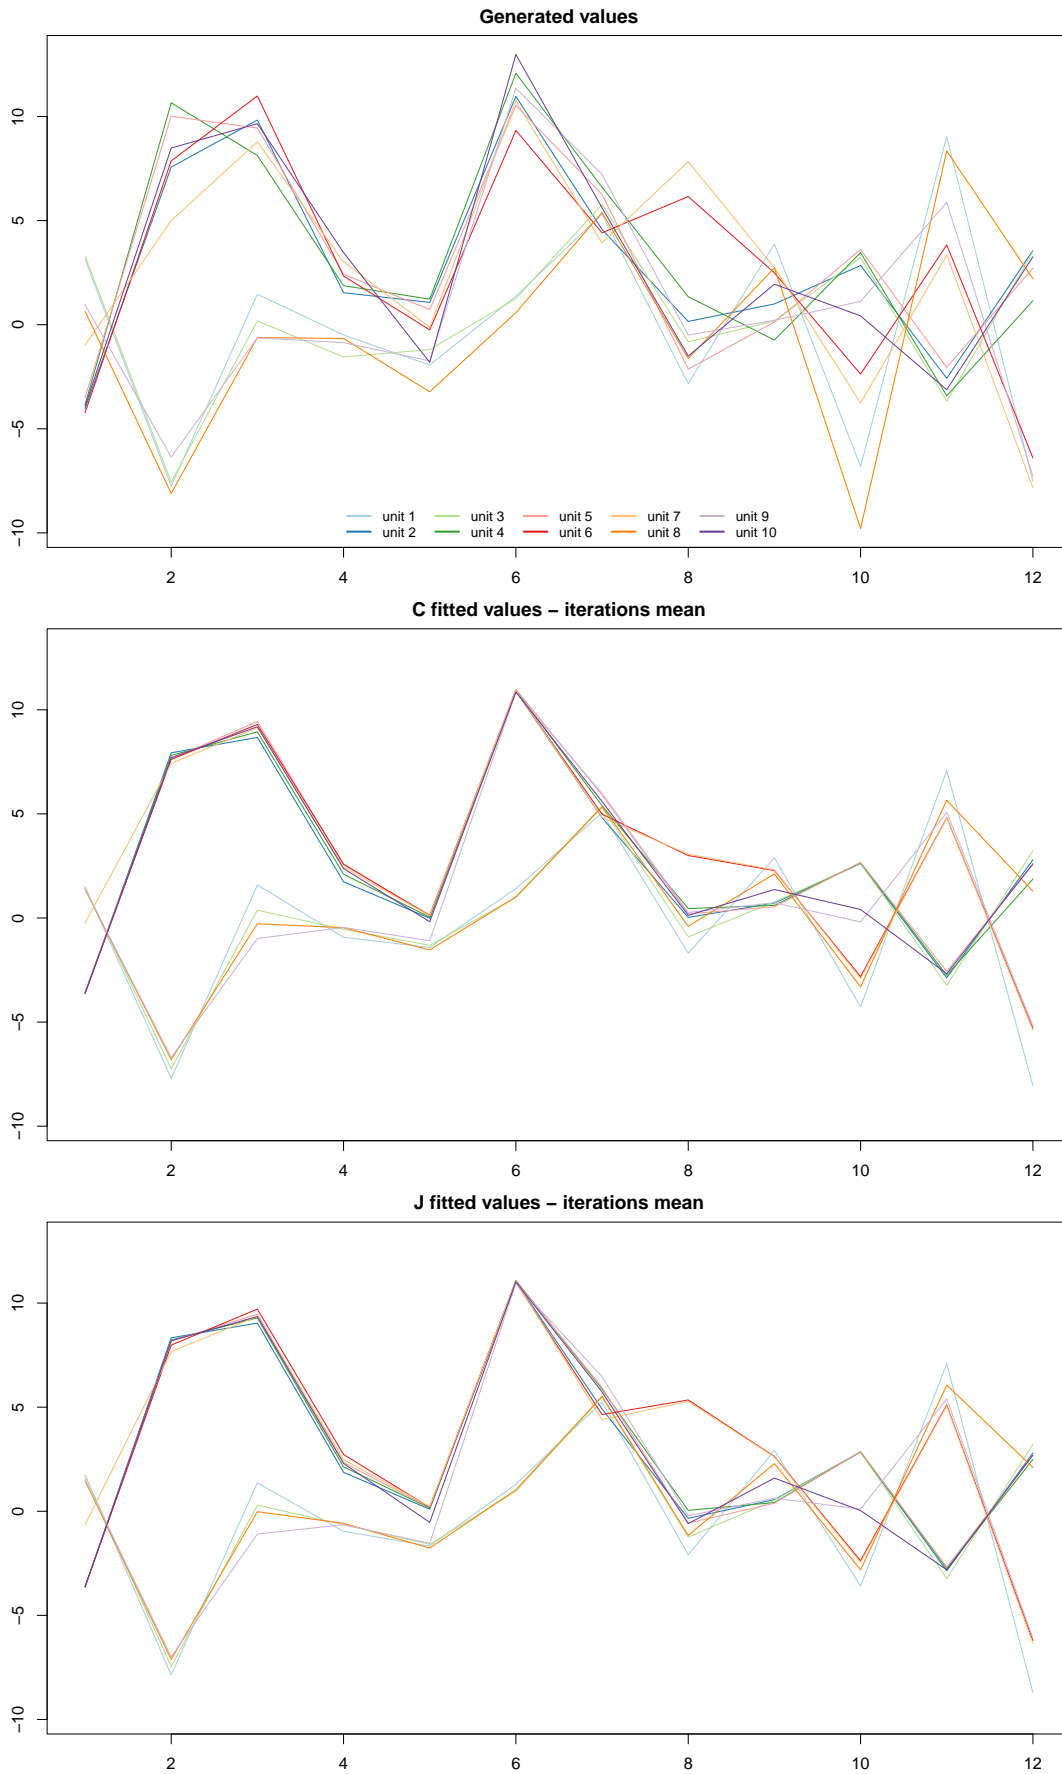 Generated values
10
5
0
−5
−10
unit 1 unit 3 unit 5 unit 7 unit 9
unit 2 unit 4 unit 6 unit 8 unit 10
2 4 6 8 10 12
C fitted values − iterations mean
10
5
0
−5
−10
2 4 6 8 10 12
J fitted values − iterations mean
10
5
0
−5
−10
2 4 6 8 10 12